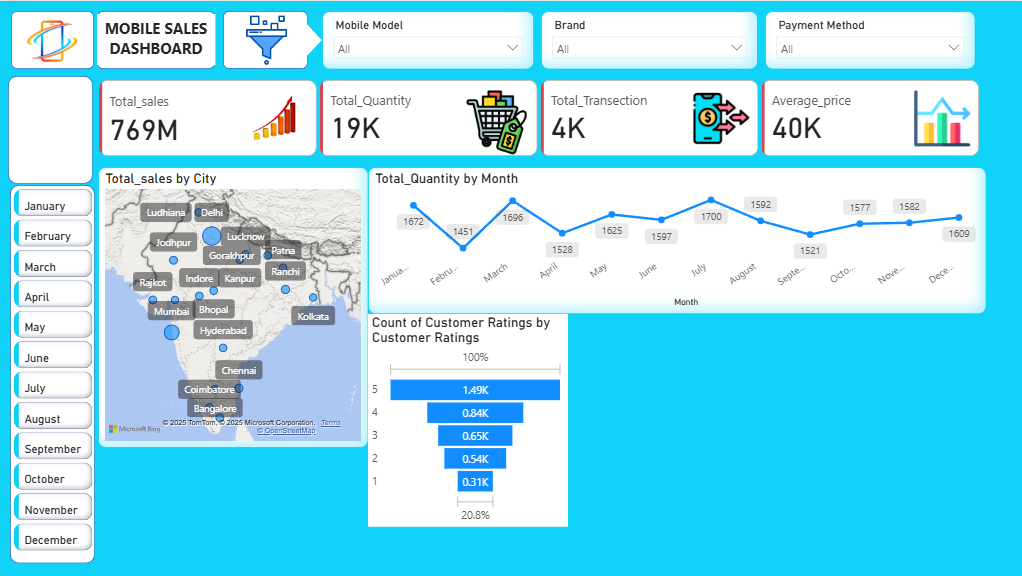 MOBILE SALES
DASHBOARD
Mobile Model
All
Brand
All
Payment Method
All
Total_sales
769M
Total_Quantity
19K
Total_Transection
4K
Average_price
40K
January
February
March
April
May
June
July
August
September
October
November
December
Total_sales by City
Ludhiana
Delhi
Jodhpur
Lucknow
Gorakhpur
Patna
Rajkot
Indore
Kanpur
Ranchi
Mumbai
Bhopal
Kolkata
Hyderabad
Chennai
Coimbatore
Bangalore
Microsoft Bing
© 2025 TomTom, © 2025 Microsoft Corporation, Terms
© OpenStreetMap
Total_Quantity by Month
1672
1451
1696
1528
1625
1597
1700
1592
1521
1577
1582
1609
Janua...
Febru...
March
April
May
June
July
August
Septe...
Octo...
Nove...
Dece...
Month
Count of Customer Ratings by
Customer Ratings
100%
5 1.49K
4 0.84K
3 0.65K
2 0.54K
1 0.31K
20.8%